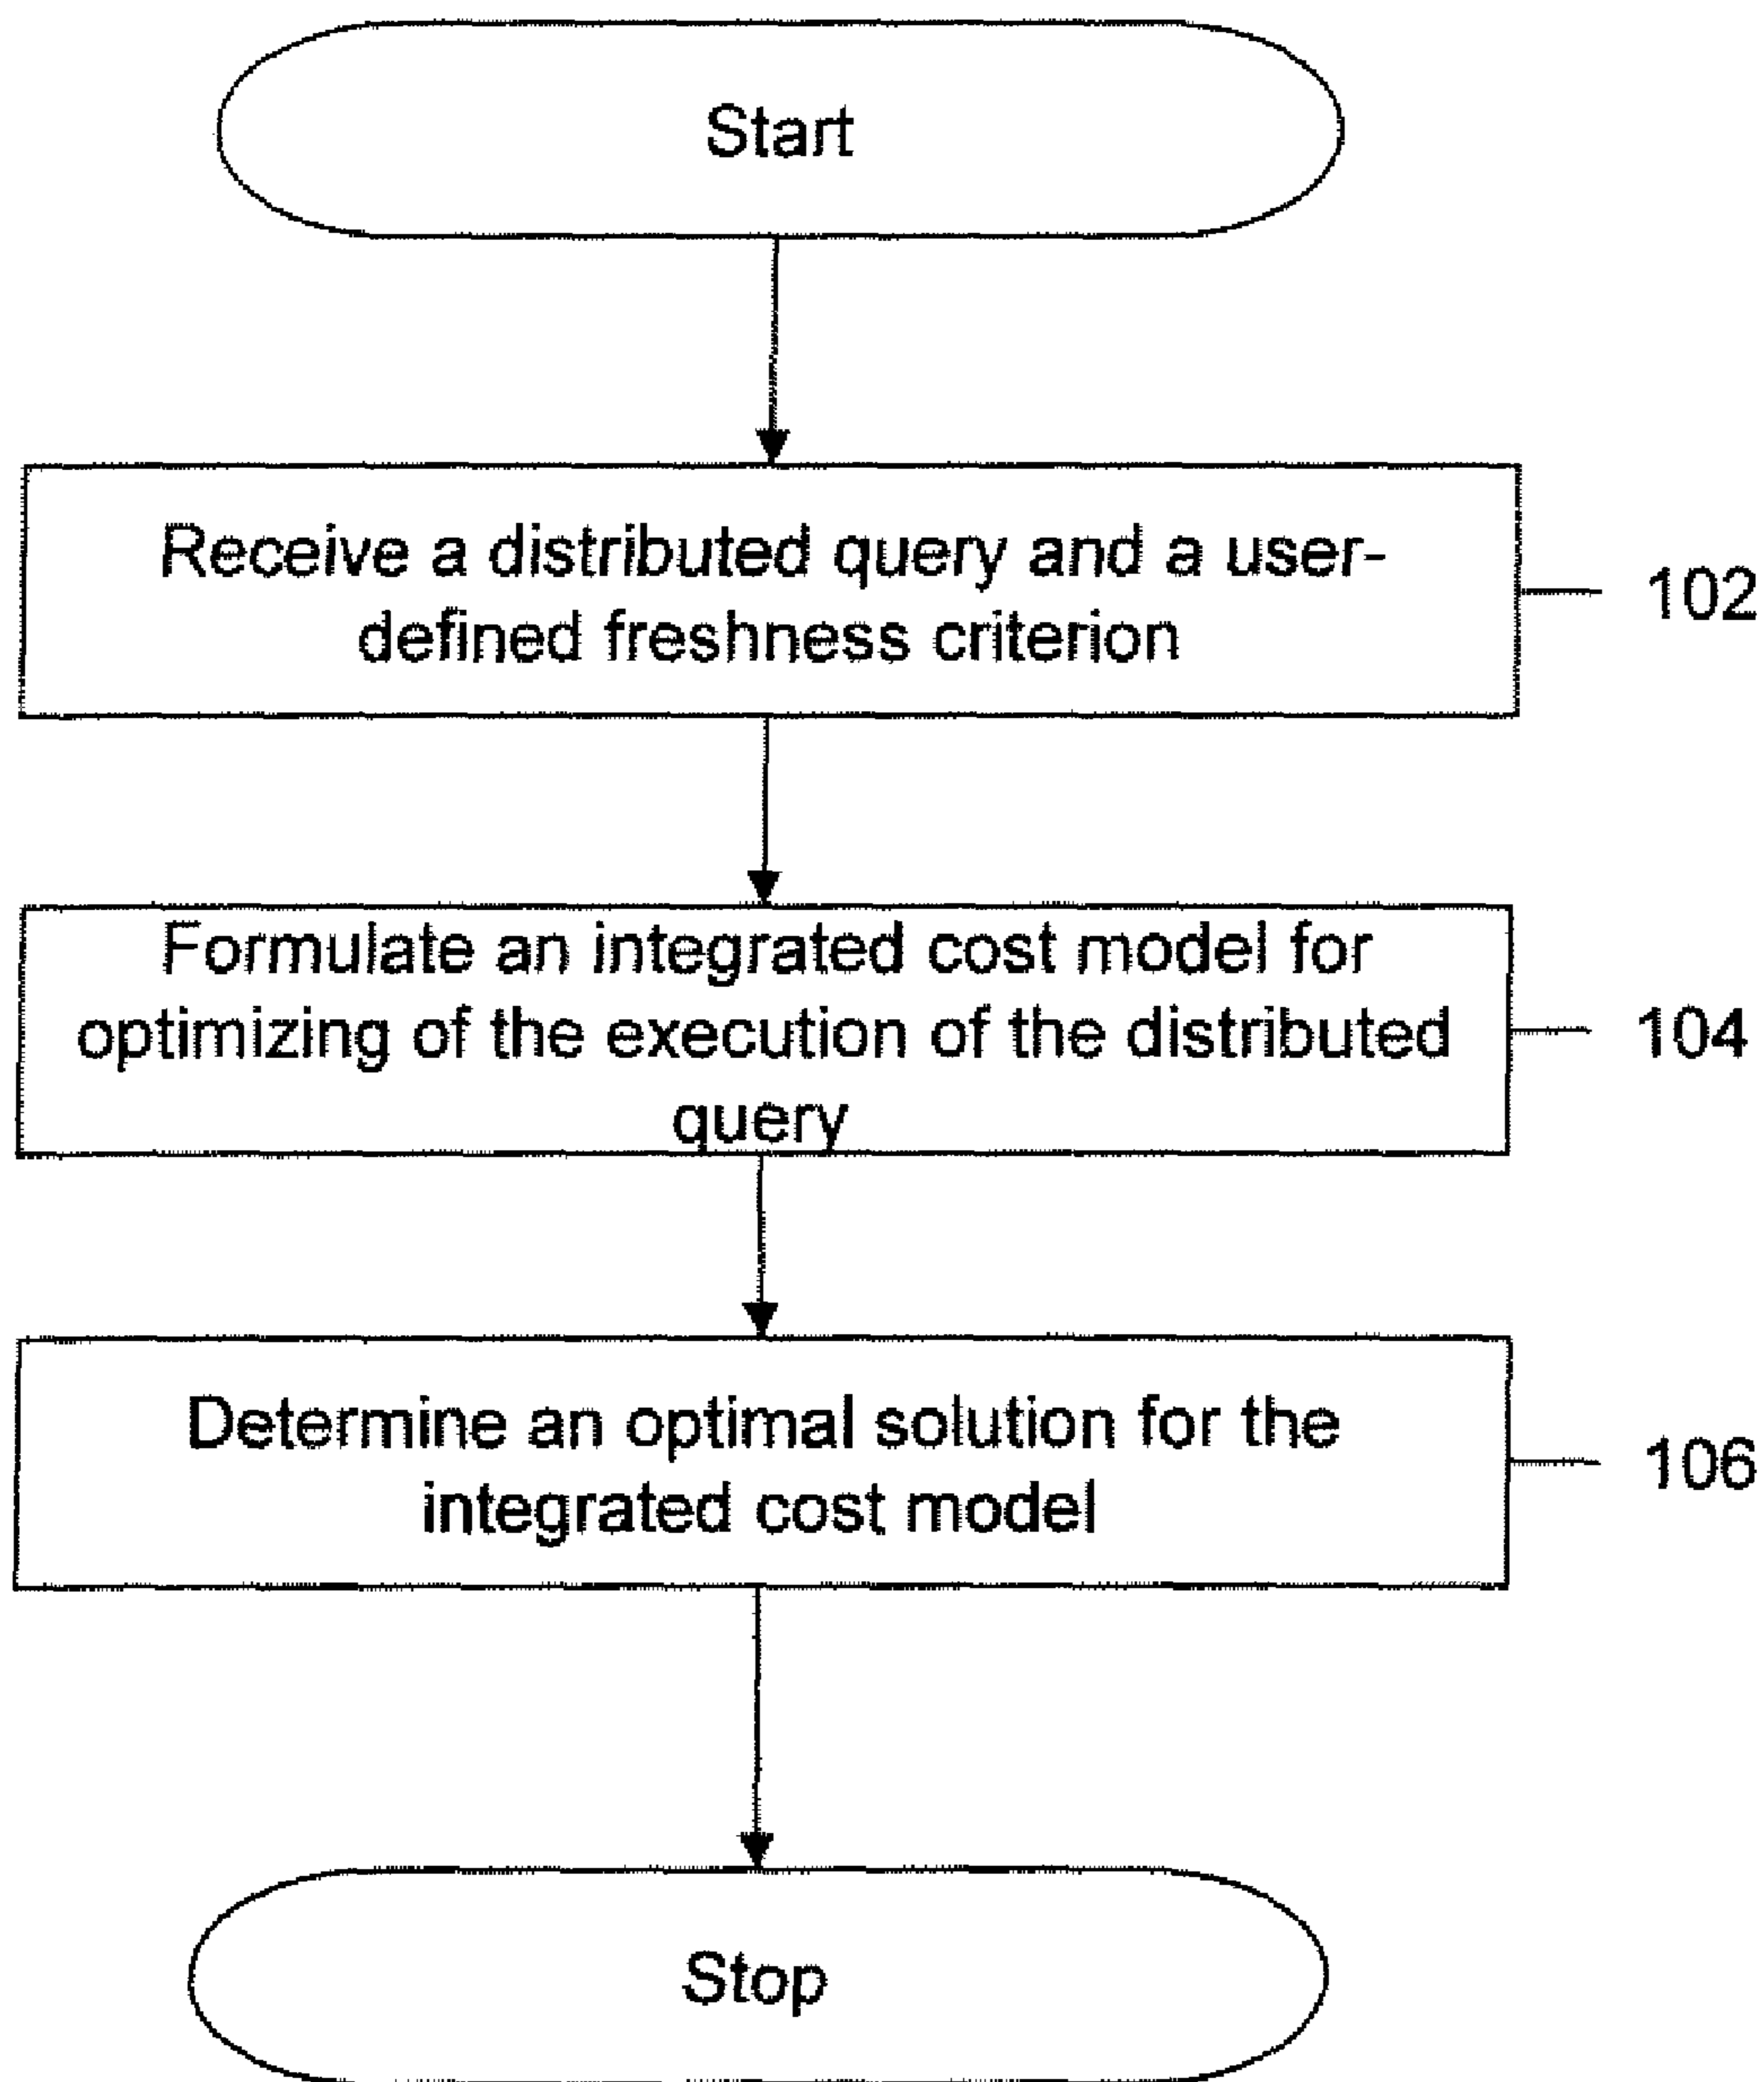 Start
Receive a distributed query and a user-
defined freshness criterion
102
Formulate an integrated cost model for
optimizing of the execution of the distributed
query
104
Determine an optimal solution for the
integrated cost model
106
Stop